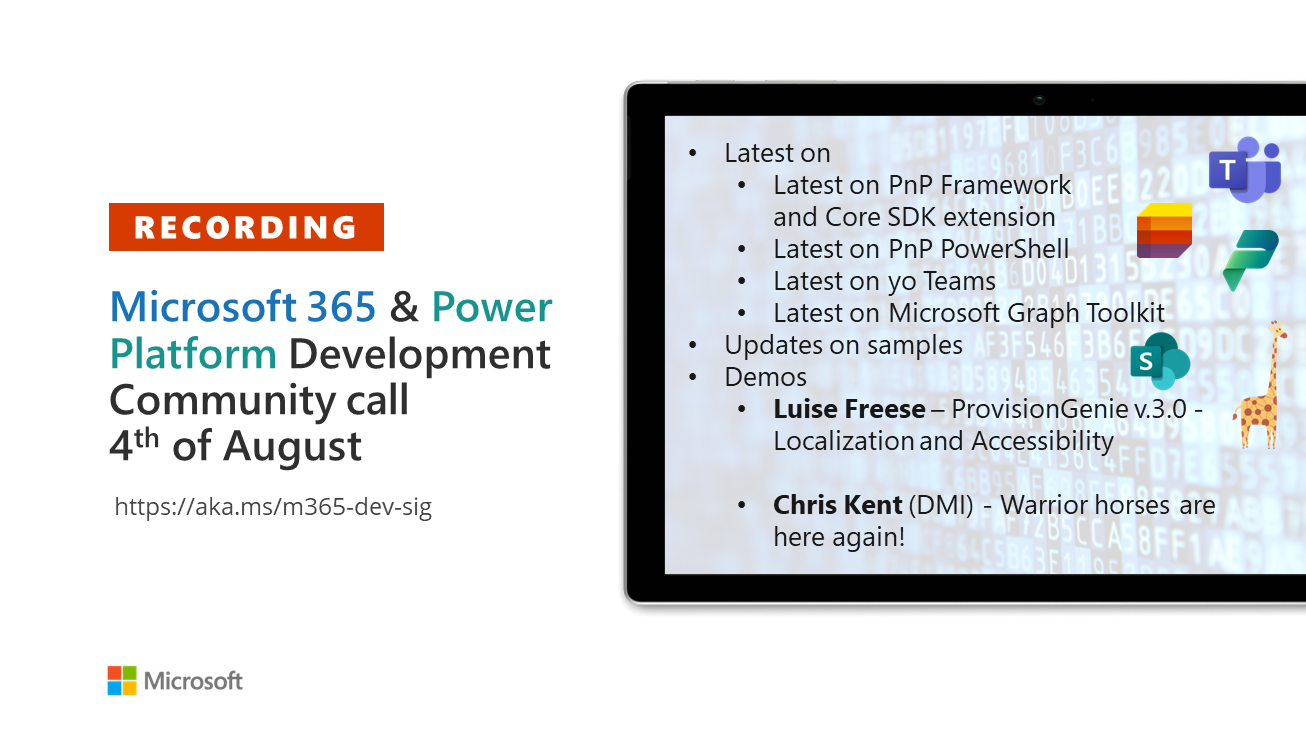 RECORDING
Microsoft 365 & Power
Platform Development
Community call
4th of August
https://aka.ms/m365-dev-sig
Microsoft
• Latest on
• Latest on PnP Framework
and Core SDK extension
• Latest on PnP PowerShell
• Latest on yo Teams
• Latest on Microsoft Graph Toolkit
• Updates on samples
• Demos
• Luise Freese – ProvisionGenie v.3.0 -
Localization and Accessibility
• Chris Kent (DMI) - Warrior horses are
here again!
T
S